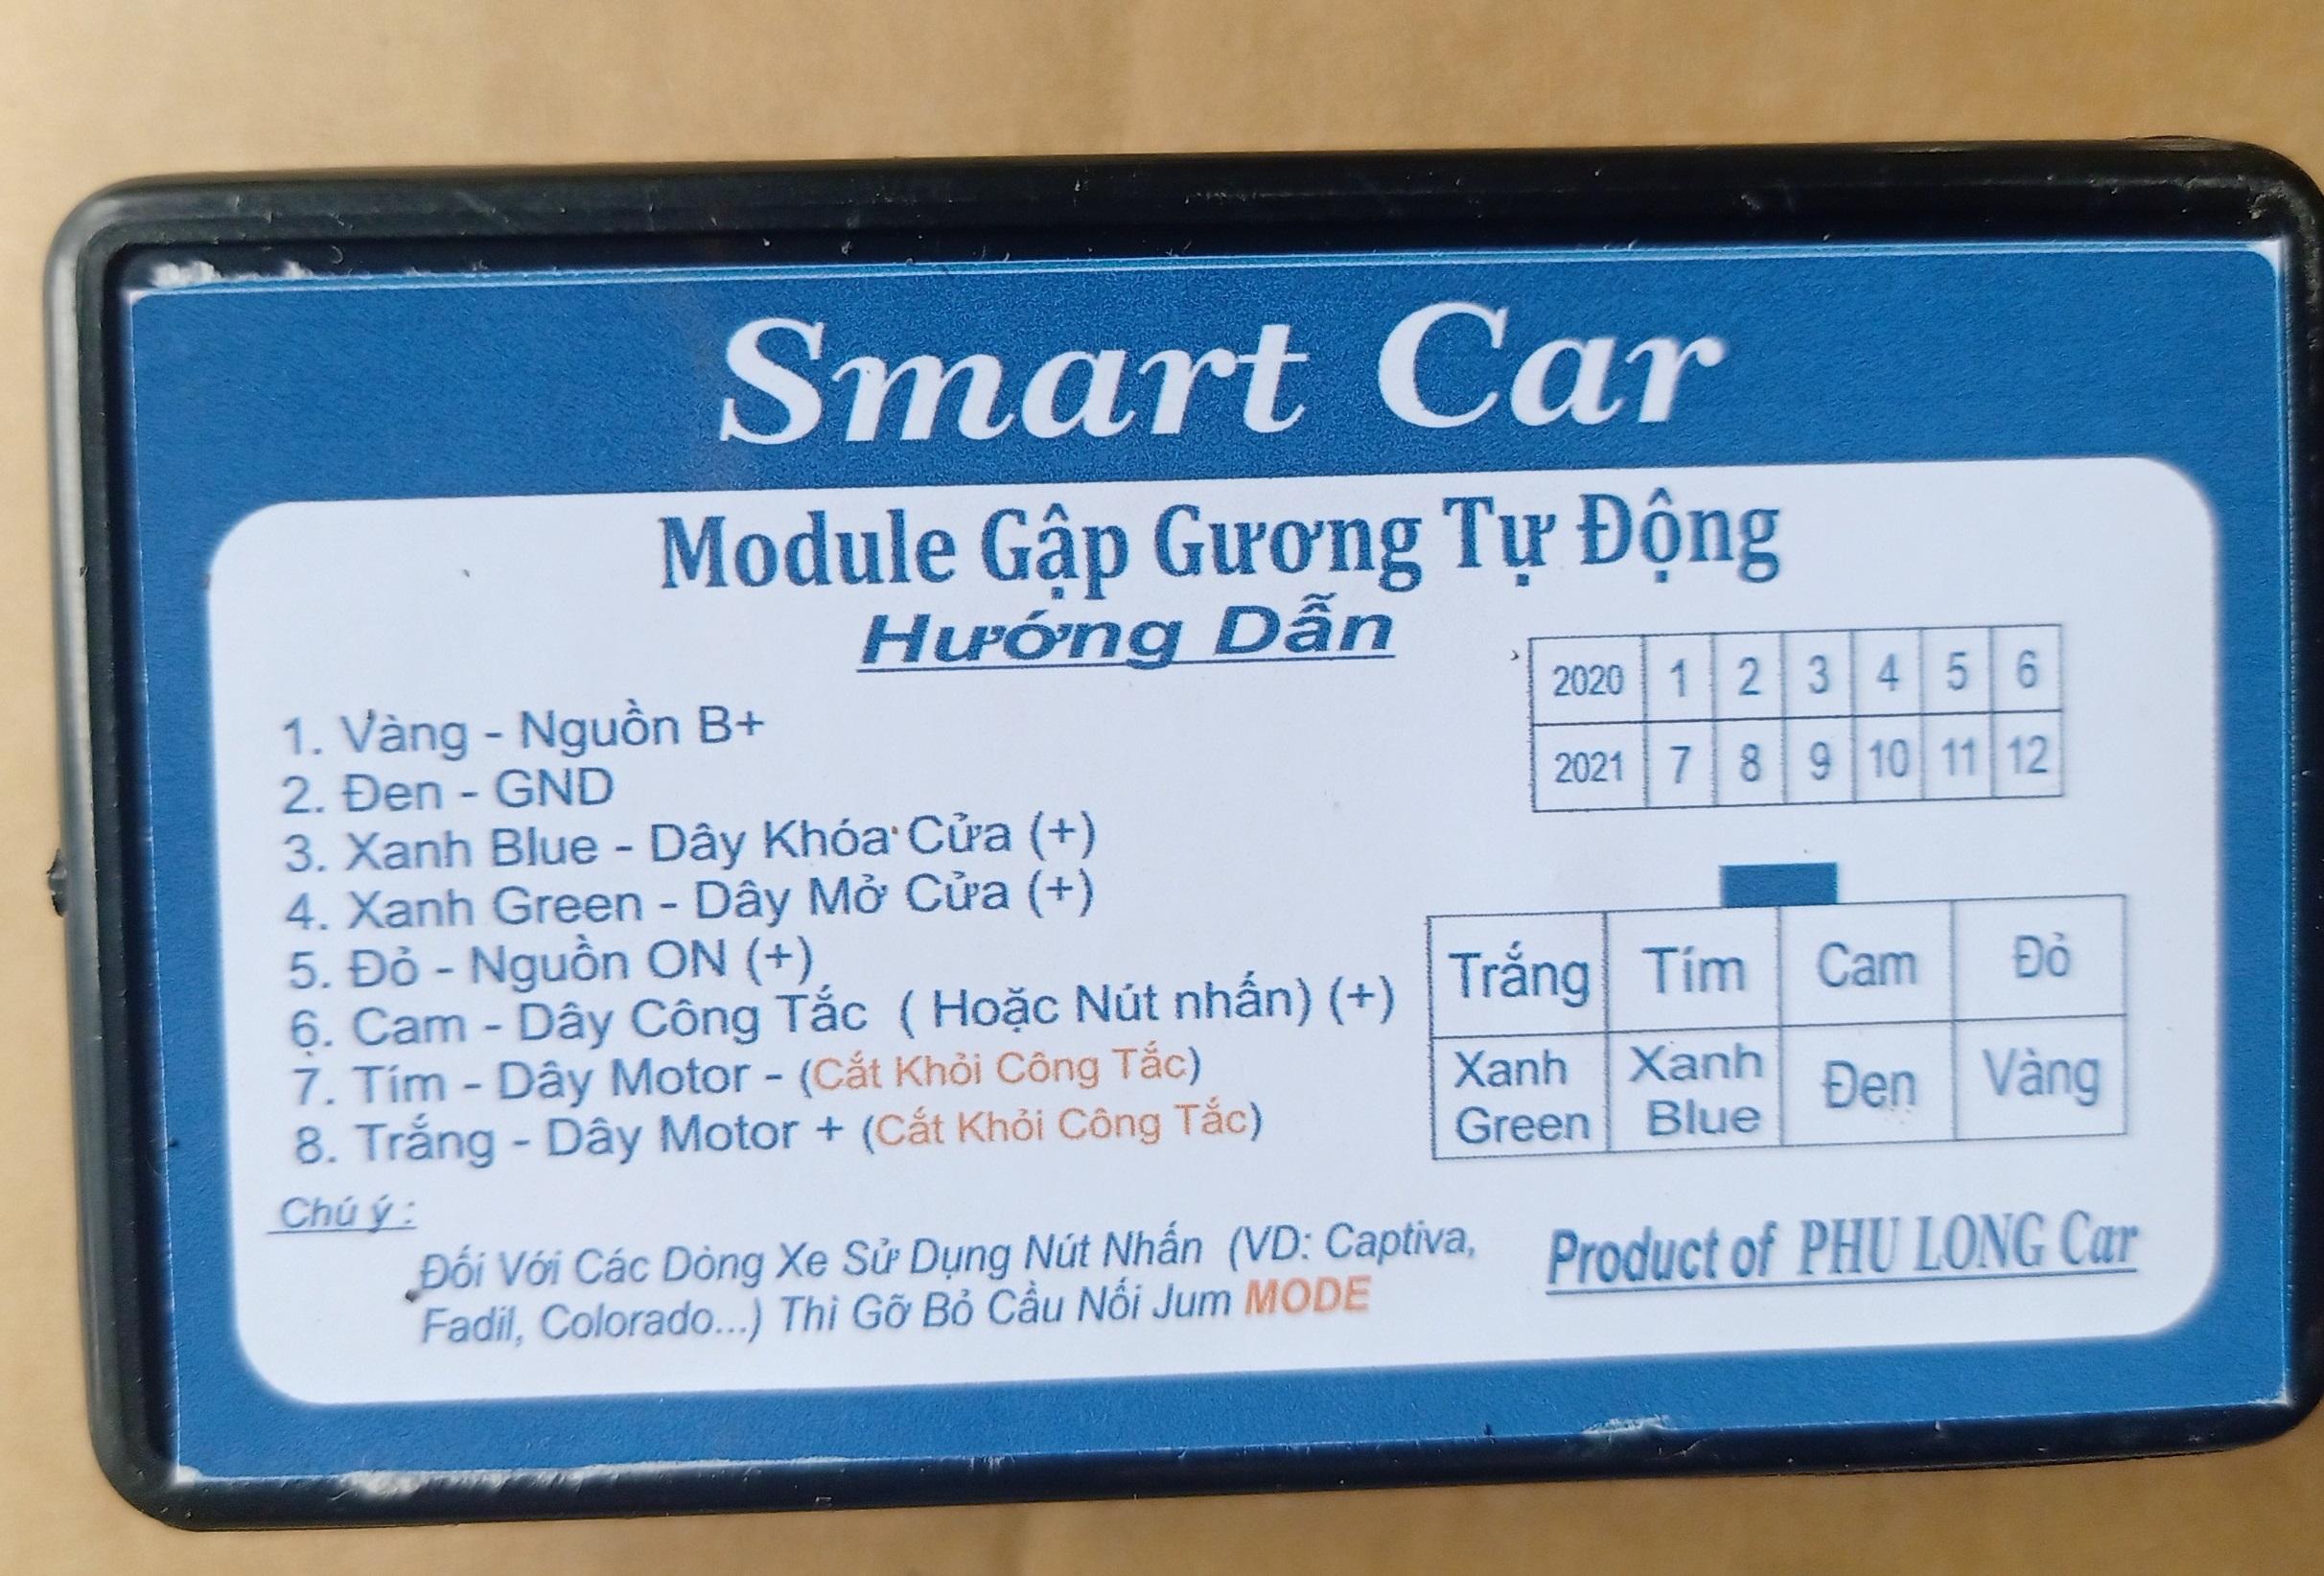 Smart Car
Module Gập Gương Tự Động
Hướng Dẫn
1. Vàng - Nguồn B+
2. Đen - GND
3. Xanh Blue - Dây Khóa Cửa (+)
4. Xanh Green - Dây Mở Cửa (+)
5. Đỏ - Nguồn ON (+)
6. Cam - Dây Công Tắc ( Hoặc Nút nhấn) (+)
7. Tím - Dây Motor - (Cắt Khỏi Công Tắc)
8. Trắng - Dây Motor + (Cắt Khỏi Công Tắc)
2020 1 2 3 4 5 6
2021 7 8 9 10 11 12
Trắng Tím Cam Đỏ
Xanh Green Xanh Blue Đen Vàng
Chú ý :
Đối Với Các Dòng Xe Sử Dụng Nút Nhấn (VD: Captiva,
Fadil, Colorado...) Thì Gỡ Bỏ Cầu Nối Jum MODE
Product of PHU LONG Car